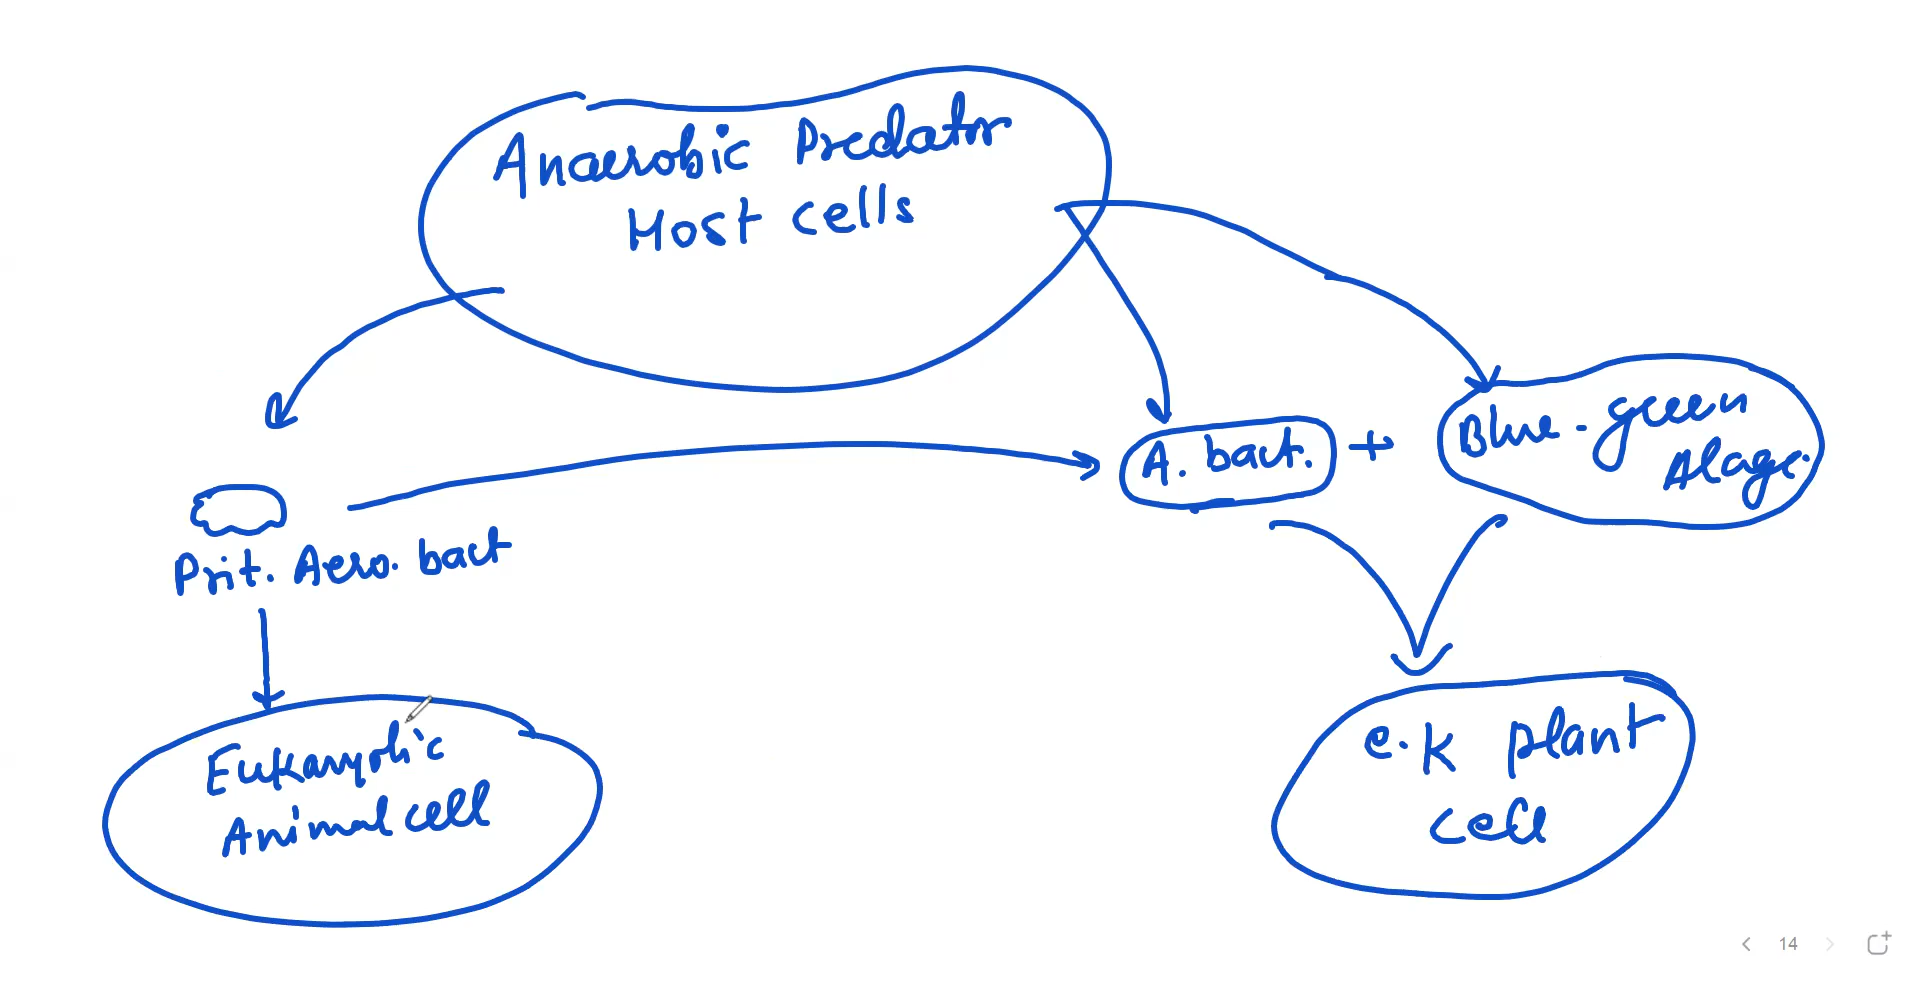 Anaerobic Predator
Host cells
A. bact. + Blue-green
Alage.
Prit. Aero. bact
Eukaryotic
Animal cell
e.k plant
cell
14